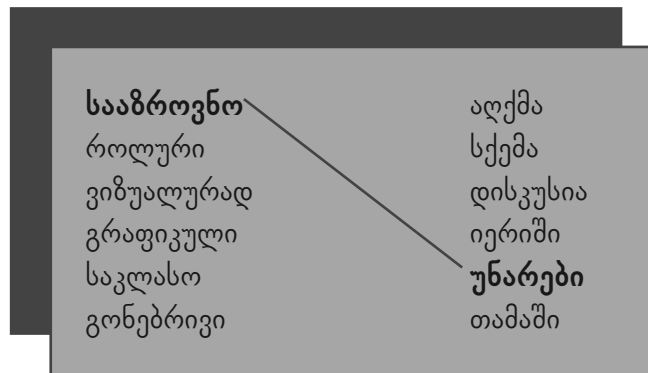 სააზროვნო
როლური
ვიზუალურად
გრაფიკული
საკლასო
გონებრივი
აღქმა
სქემა
დისკუსია
იერიში
უნარები
თამაში